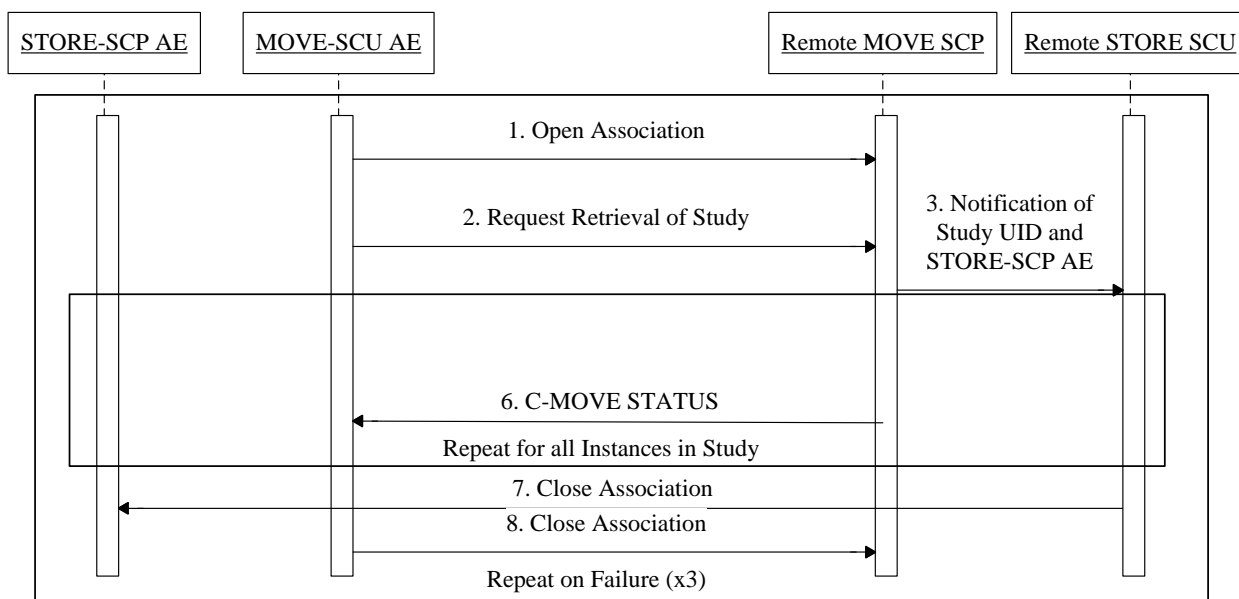 STORE-SCP AE
MOVE-SCU AE
Remote MOVE SCP
Remote STORE SCU
1. Open Association
2. Request Retrieval of Study
3. Notification of
Study UID and
STORE-SCP AE
6. C-MOVE STATUS
Repeat for all Instances in Study
7. Close Association
8. Close Association
Repeat on Failure (x3)